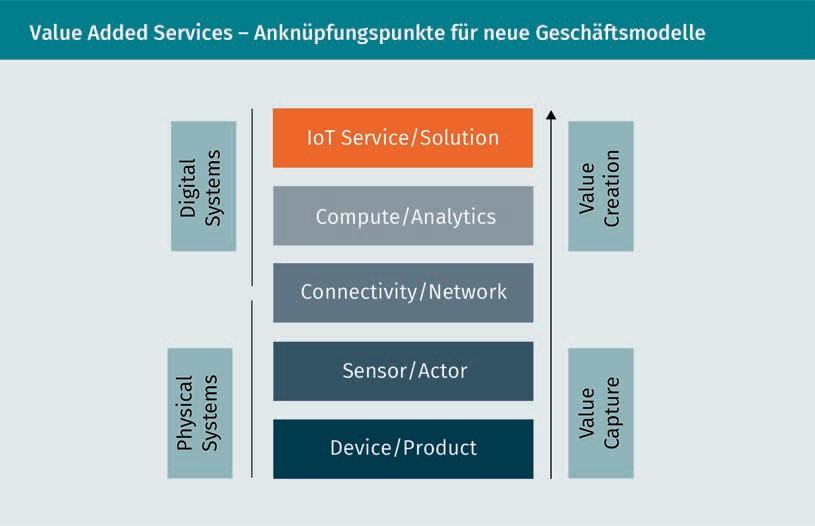 Value Added Services – Anknüpfungspunkte für neue Geschäftsmodelle
Digital
Systems
IoT Service/Solution
Compute/Analytics
Value
Creation
Connectivity/Network
Physical
Systems
Sensor/Actor
Device/Product
Value
Capture